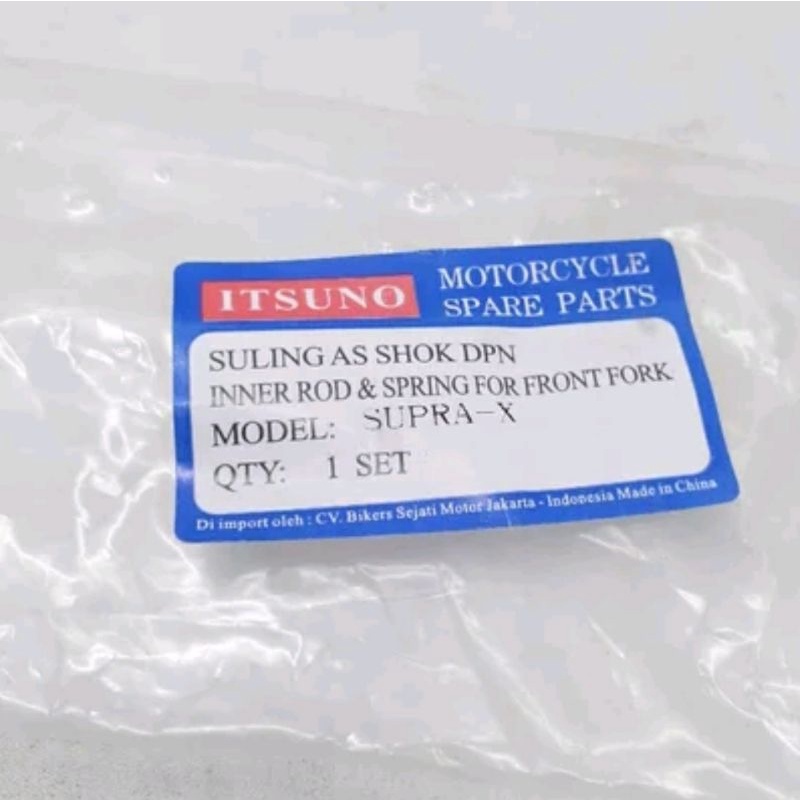 ITSUNO
MOTORCYCLE
SPARE PARTS
SULING AS SHOK DPN
INNER ROD & SPRING FOR FRONT FORK
MODEL: SUPRA-X
QTY: 1 SET
Di import oleh : CV. Bikers Sejati Motor Jakarta - Indonesia Made in China